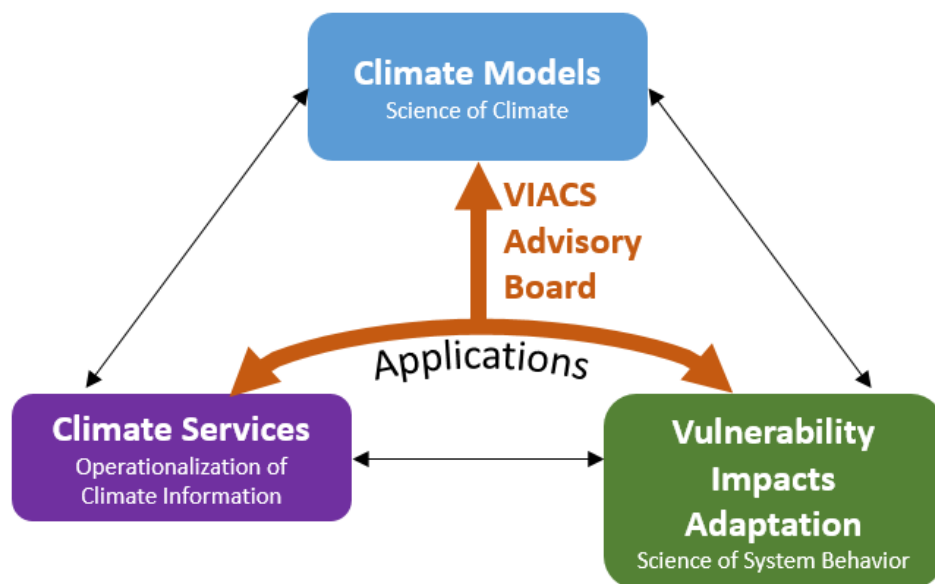 Climate Models
Science of Climate
VIACS
Advisory
Board
Applications
Climate Services
Operationalization of
Climate Information
Vulnerability
Impacts
Adaptation
Science of System Behavior